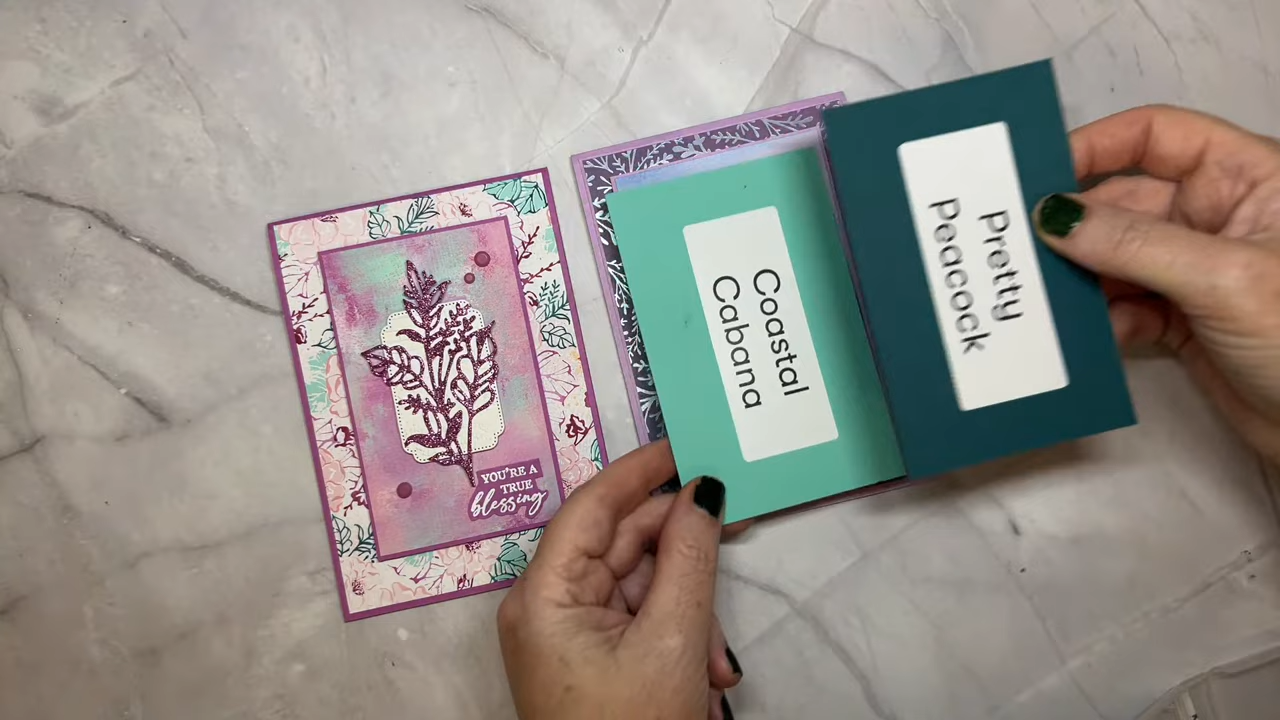 YOU'RE A
TRUE
blessing
Coastal
Cabana
Pretty
Peacock